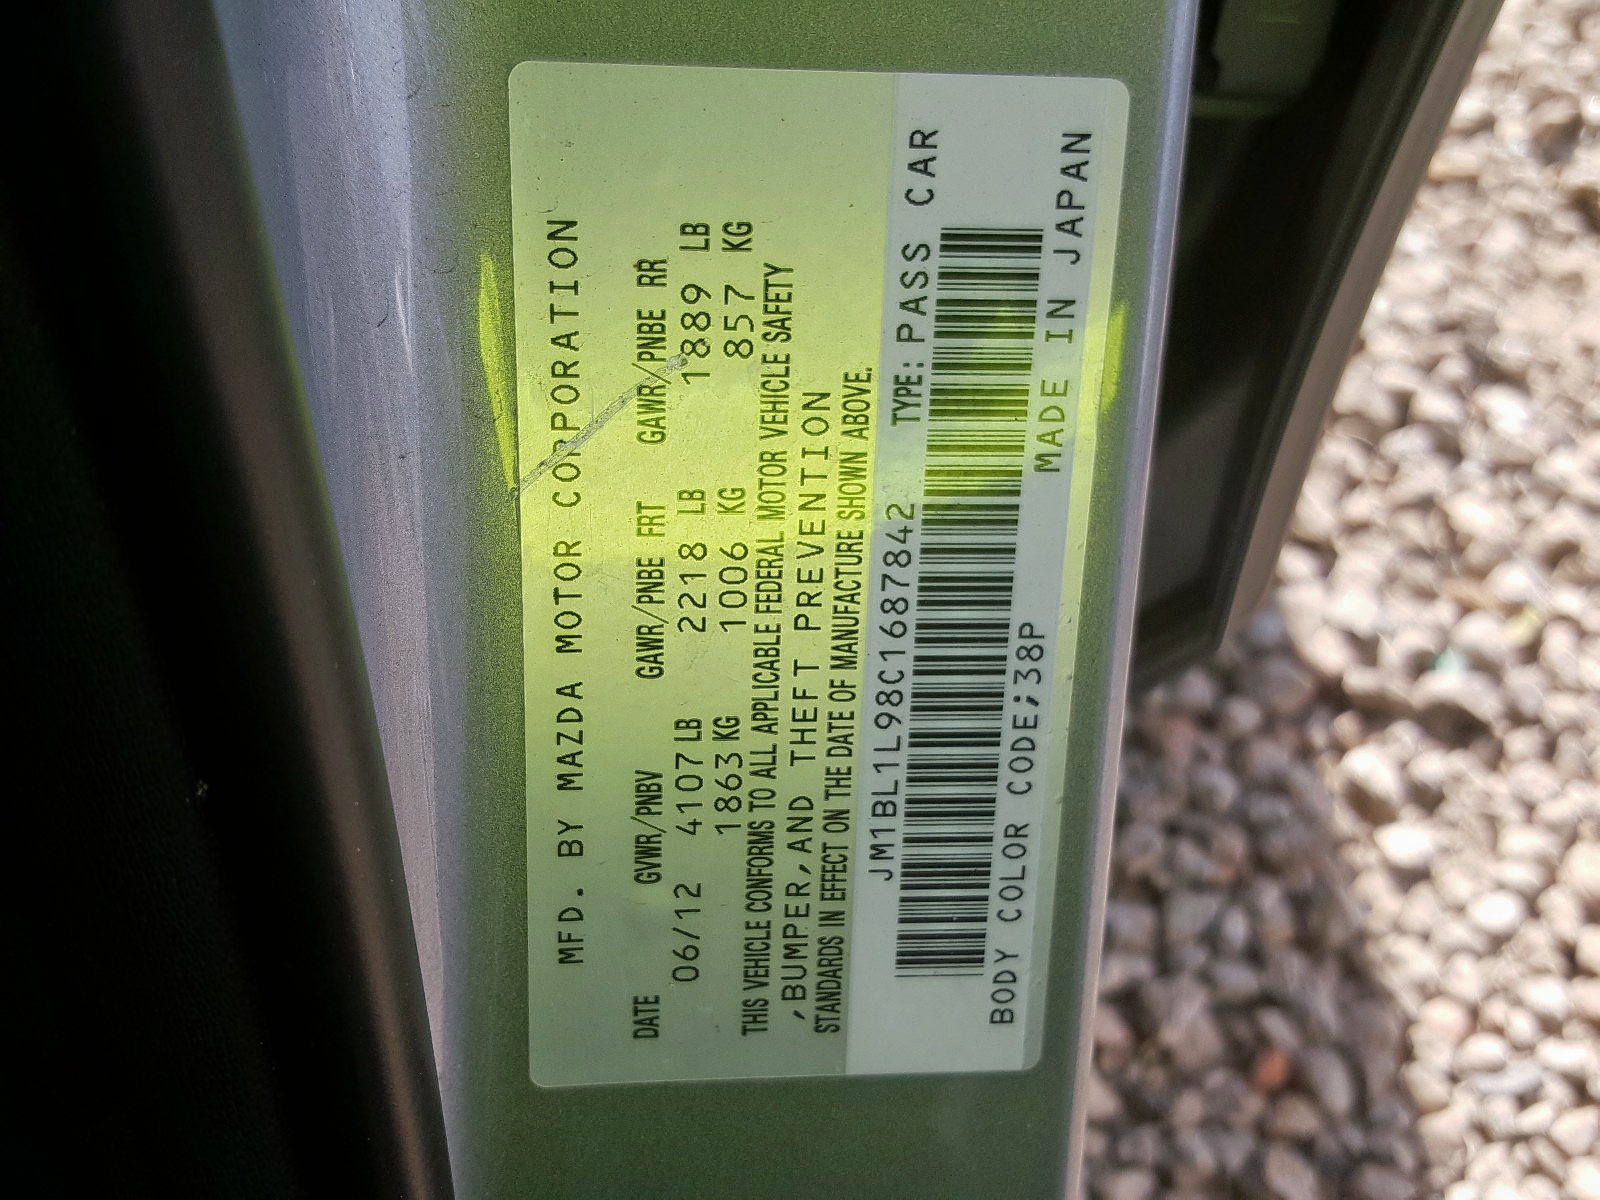 MFD. BY MAZDA MOTOR CORPORATION
DATE GVWR/PNBV GAWR/PNBE FRT GAWR/PNBE RR
06/12 4107 LB 2218 LB 1889 LB
1863 KG 1006 KG 857 KG
THIS VEHICLE CONFORMS TO ALL APPLICABLE FEDERAL MOTOR VEHICLE SAFETY
,BUMPER,AND THEFT PREVENTION
STANDARDS IN EFFECT ON THE DATE OF MANUFACTURE SHOWN ABOVE.
JM1BL1L98C1687842 TYPE: PASS CAR
BODY COLOR CODE;38P MADE IN JAPAN